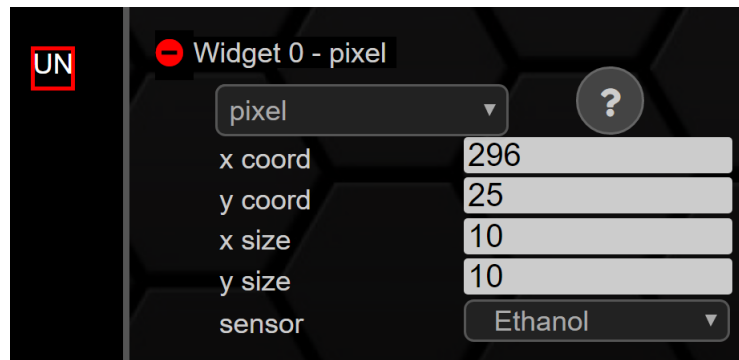 UN
Widget 0 - pixel
pixel
?
x coord 296
y coord 25
x size 10
y size 10
sensor Ethanol